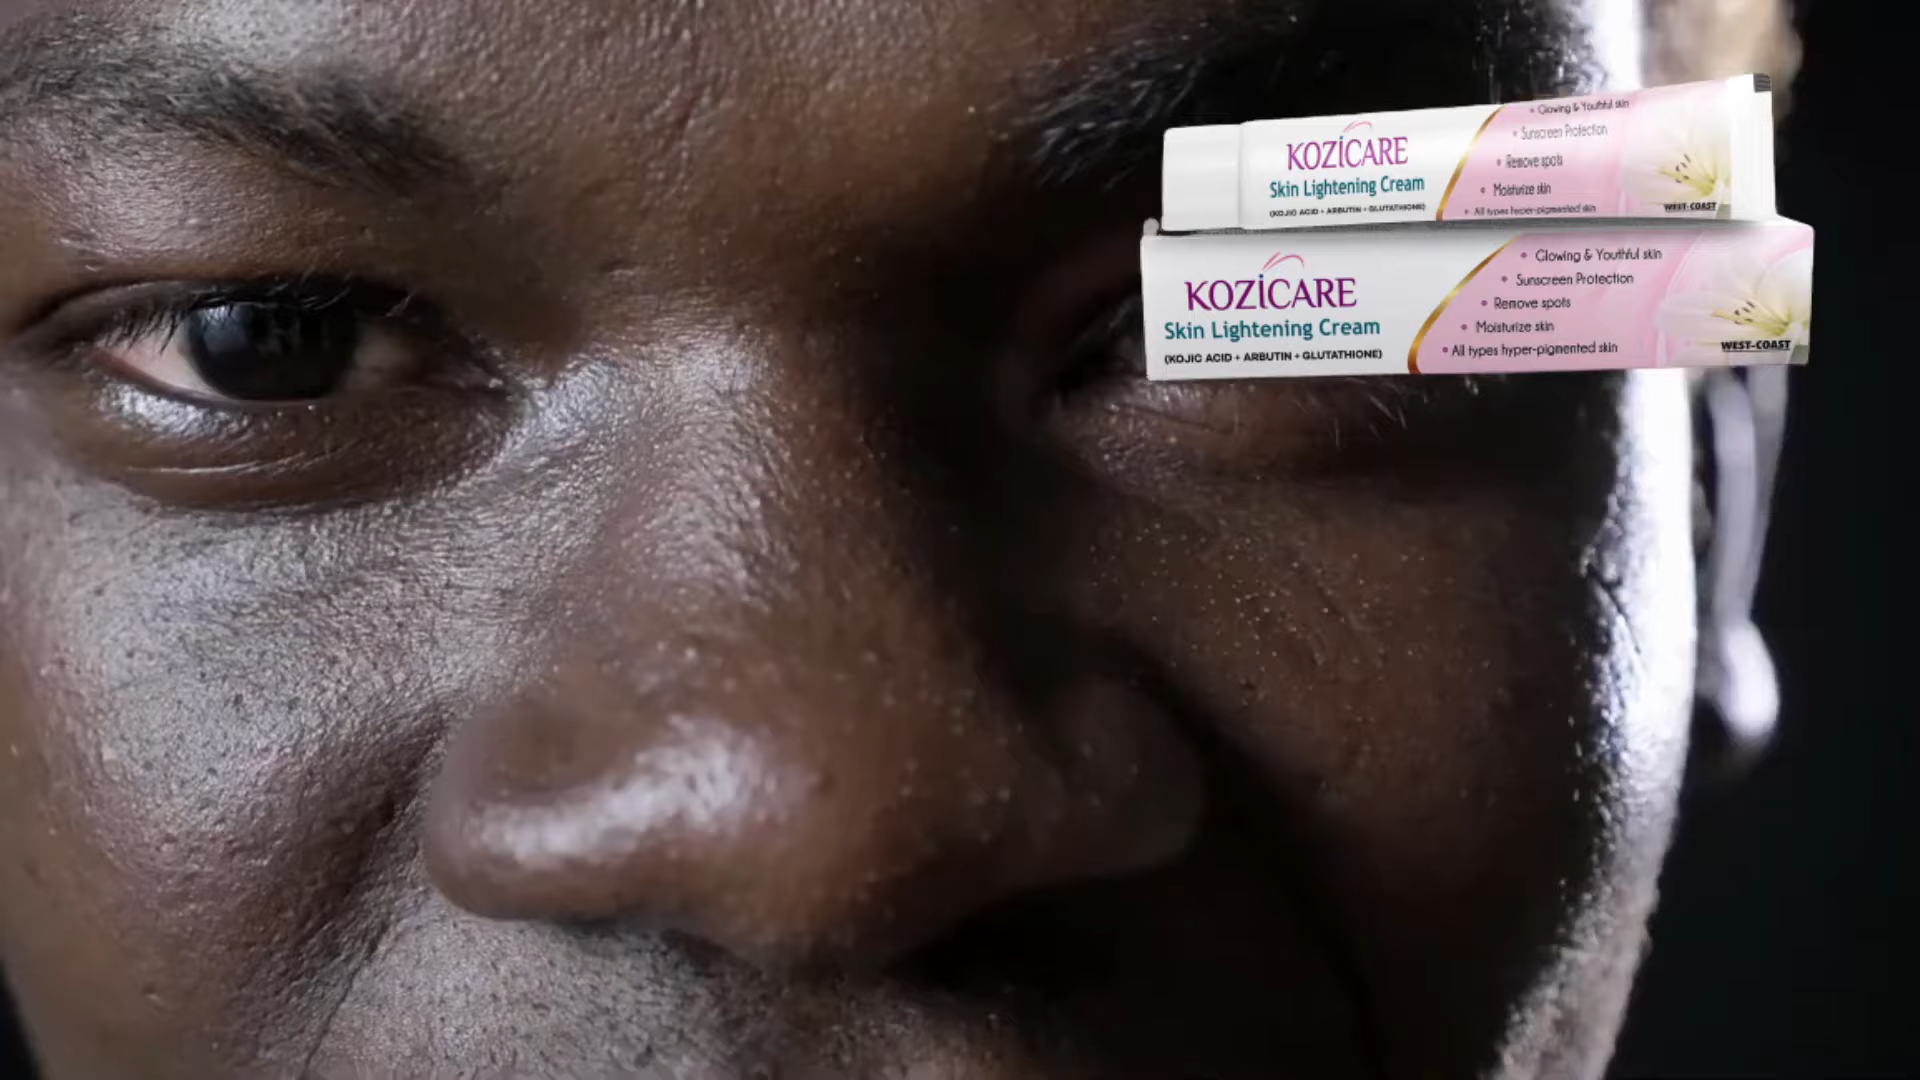 KOZICARE
Skin Lightening Cream
(KOJIC ACID + ARBUTIN + GLUTATHIONE)
• Glowing & Youthful skin
• Sunscreen Protection
• Remove spots
• Moisturize skin
• All types hyper-pigmented skin
WEST-COAST
KOZICARE
Skin Lightening Cream
(KOJIC ACID + ARBUTIN + GLUTATHIONE)
• Glowing & Youthful skin
• Sunscreen Protection
• Remove spots
• Moisturize skin
• All types hyper-pigmented skin
WEST-COAST